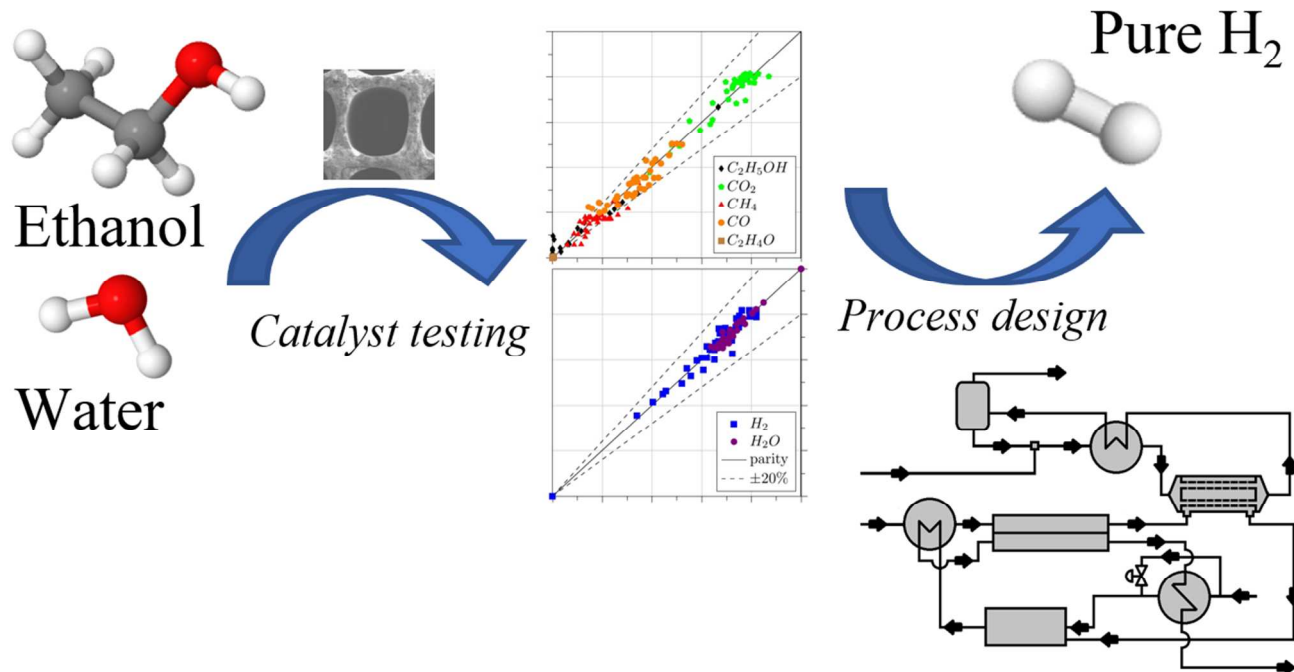 Ethanol
Water
Catalyst testing
C₂H₅OH
CO₂
CH₄
CO
C₂H₄O
H₂
H₂O
parity
±20%
Pure H₂
Process design